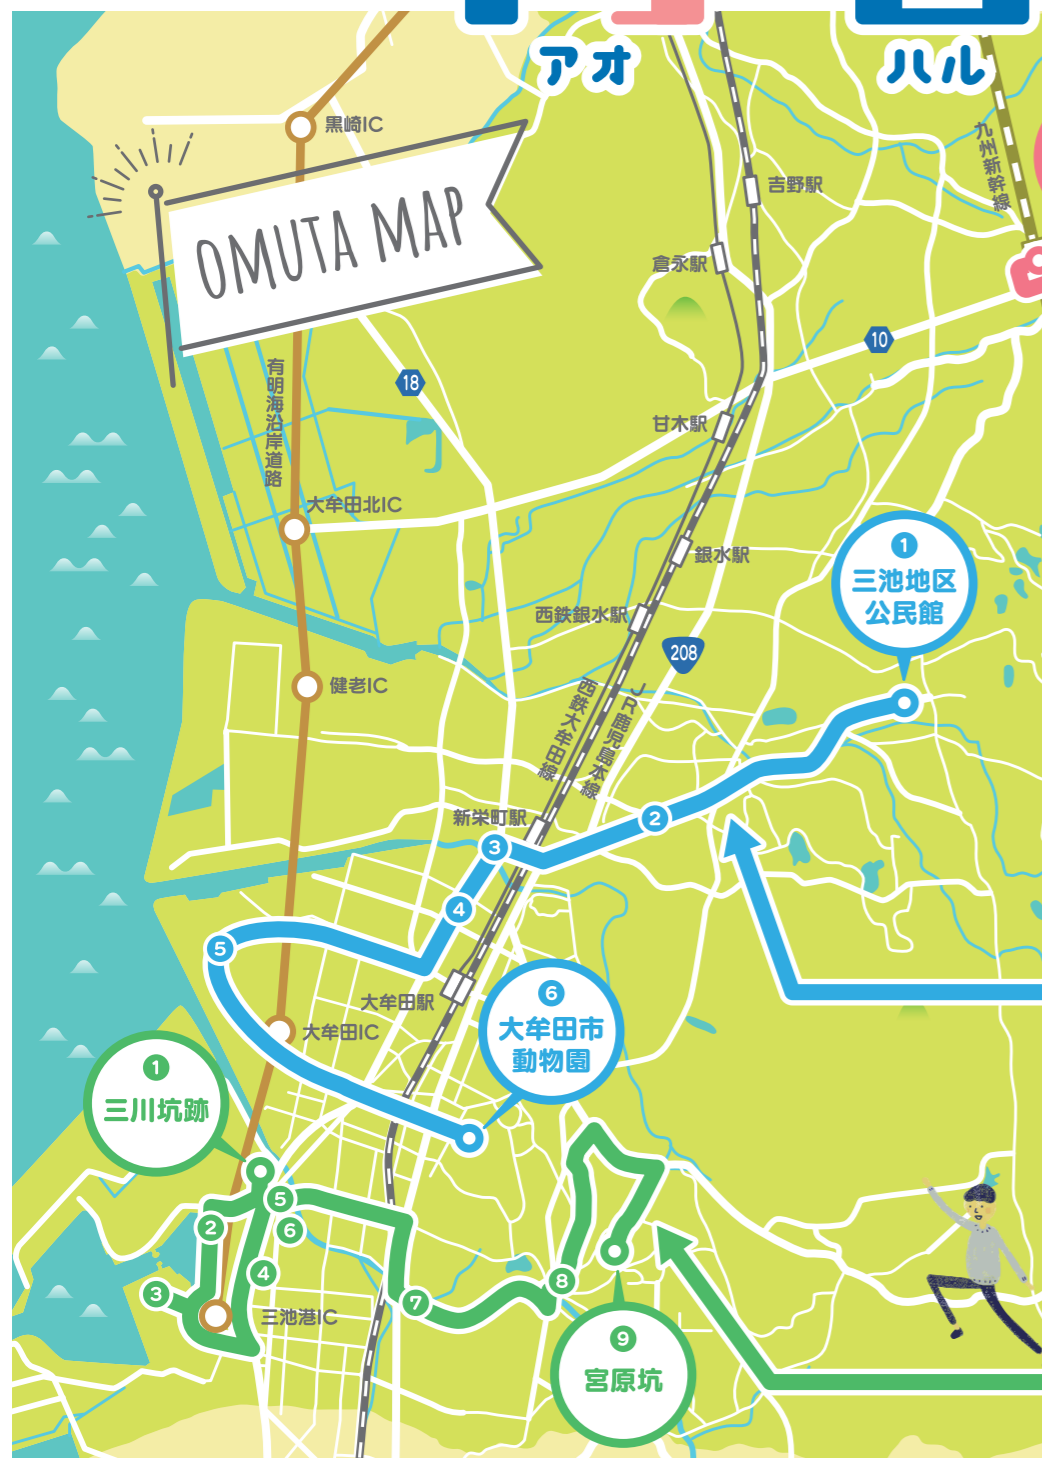 アオ
ハル
黒崎IC
OMUTA MAP
吉野駅
九州新幹線
倉永駅
10
有明海沿岸道路
18
甘木駅
大牟田北IC
銀水駅
1
三池地区
公民館
西鉄銀水駅
208
健老IC
西鉄大牟田線
JR鹿児島本線
新栄町駅
2
3
4
5
大牟田駅
6
大牟田市
動物園
大牟田IC
1
三川坑跡
5
2
6
4
3
三池港IC
7
8
9
宮原坑